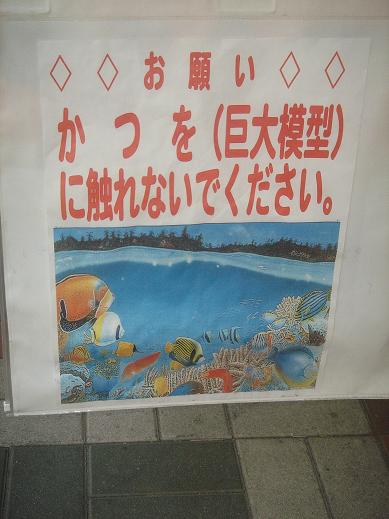 ◇ ◇ お 願 い ◇ ◇
か つ を (巨大模型)
に触れないでください。